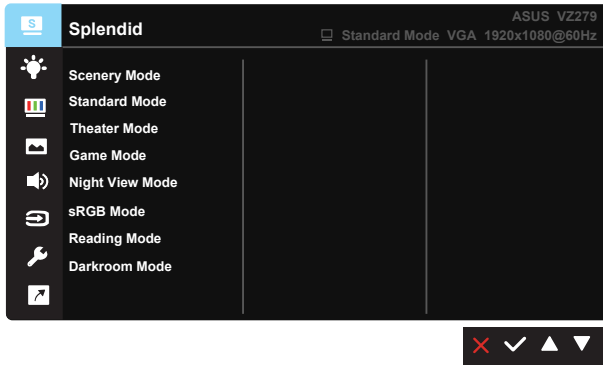 S
Splendid
ASUS VZ279
Standard Mode VGA 1920x1080@60Hz
Scenery Mode
Standard Mode
Theater Mode
Game Mode
Night View Mode
sRGB Mode
Reading Mode
Darkroom Mode